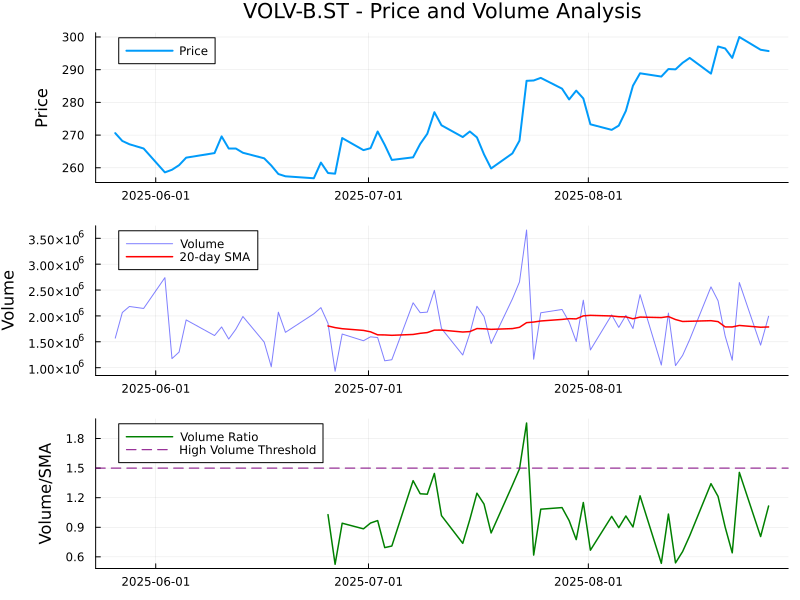 VOLV-B.ST - Price and Volume Analysis
Price
300
290
280
270
260
Price
2025-06-01
2025-07-01
2025-08-01
Volume
3.50×10⁶
3.00×10⁶
2.50×10⁶
2.00×10⁶
1.50×10⁶
1.00×10⁶
Volume
20-day SMA
2025-06-01
2025-07-01
2025-08-01
Volume/SMA
1.8
1.5
1.2
0.9
0.6
Volume Ratio
High Volume Threshold
2025-06-01
2025-07-01
2025-08-01